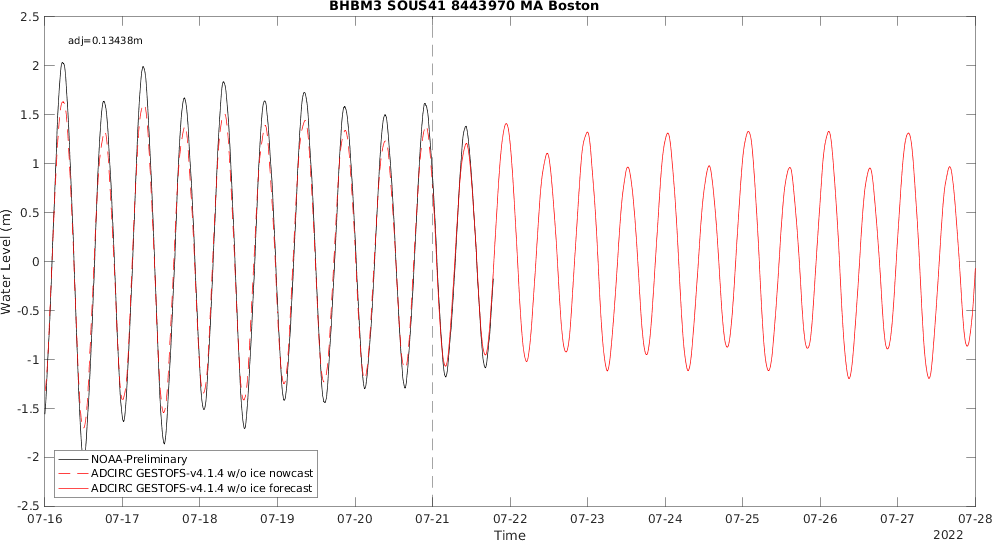 BHBM3 SOUS41 8443970 MA Boston
adj=0.13438m
2.5
2
1.5
1
0.5
0
-0.5
-1
-1.5
-2
-2.5
Water Level (m)
NOAA-Preliminary
ADCIRC GESTOFS-v4.1.4 w/o ice nowcast
ADCIRC GESTOFS-v4.1.4 w/o ice forecast
07-16 07-17 07-18 07-19 07-20 07-21 07-22 07-23 07-24 07-25 07-26 07-27 07-28
Time
2022